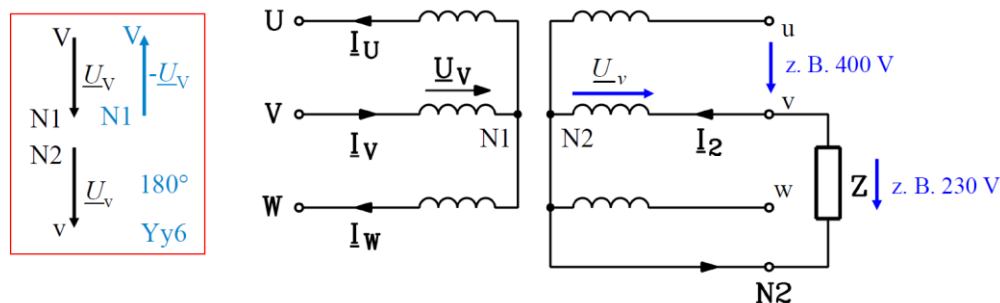 V V
U_V -U_V
N1 N1
N2
U_v 180°
v Yy6
U I_U u
z. B. 400 V
U_V U_v
V I_V N1 N2 I_2 v
Z z. B. 230 V
W I_W w
N2